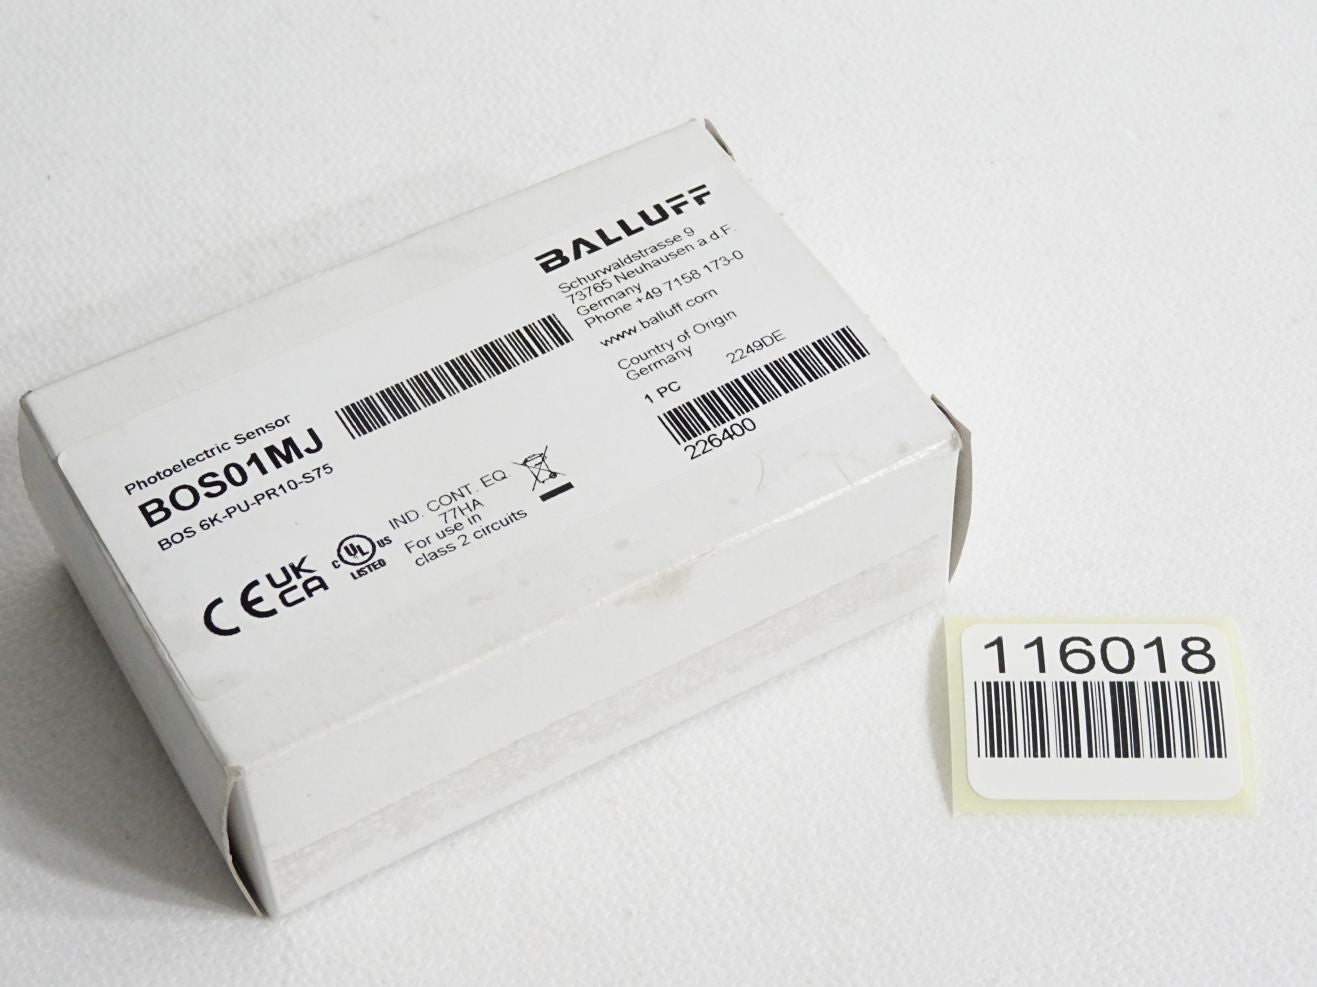 BALLUFF
Schurwaldstrasse 9
73765 Neuhausen a.d.F.
Germany
Phone +49 7158 173-0
www.balluff.com
Country of Origin
Germany
2249DE
1 PC
226400
Photoelectric Sensor
BOS01MJ
BOS 6K-PU-PR10-S75
CE
UK
CA
C UL US
LISTED
IND. CONT. EQ
77HA
For use in
class 2 circuits
116018